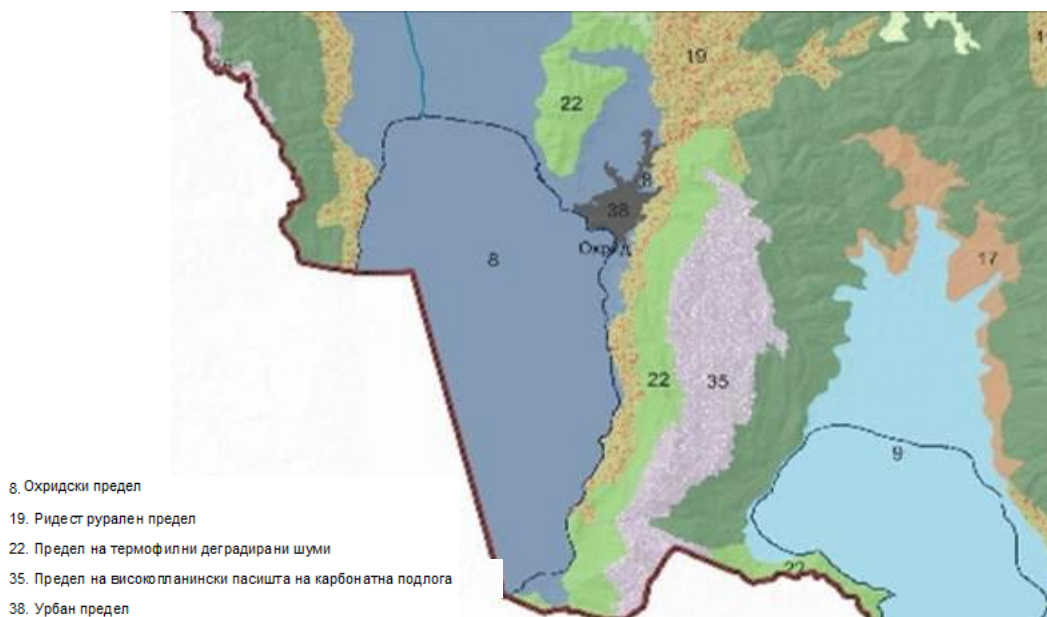 19
22
8
38
Охрид
8
17
22
35
9
22
8. Охридски предел
19. Ридест рурален предел
22. Предел на термофилни деградирани шуми
35. Предел на високопланински пасишта на карбонатна подлога
38. Урбан предел